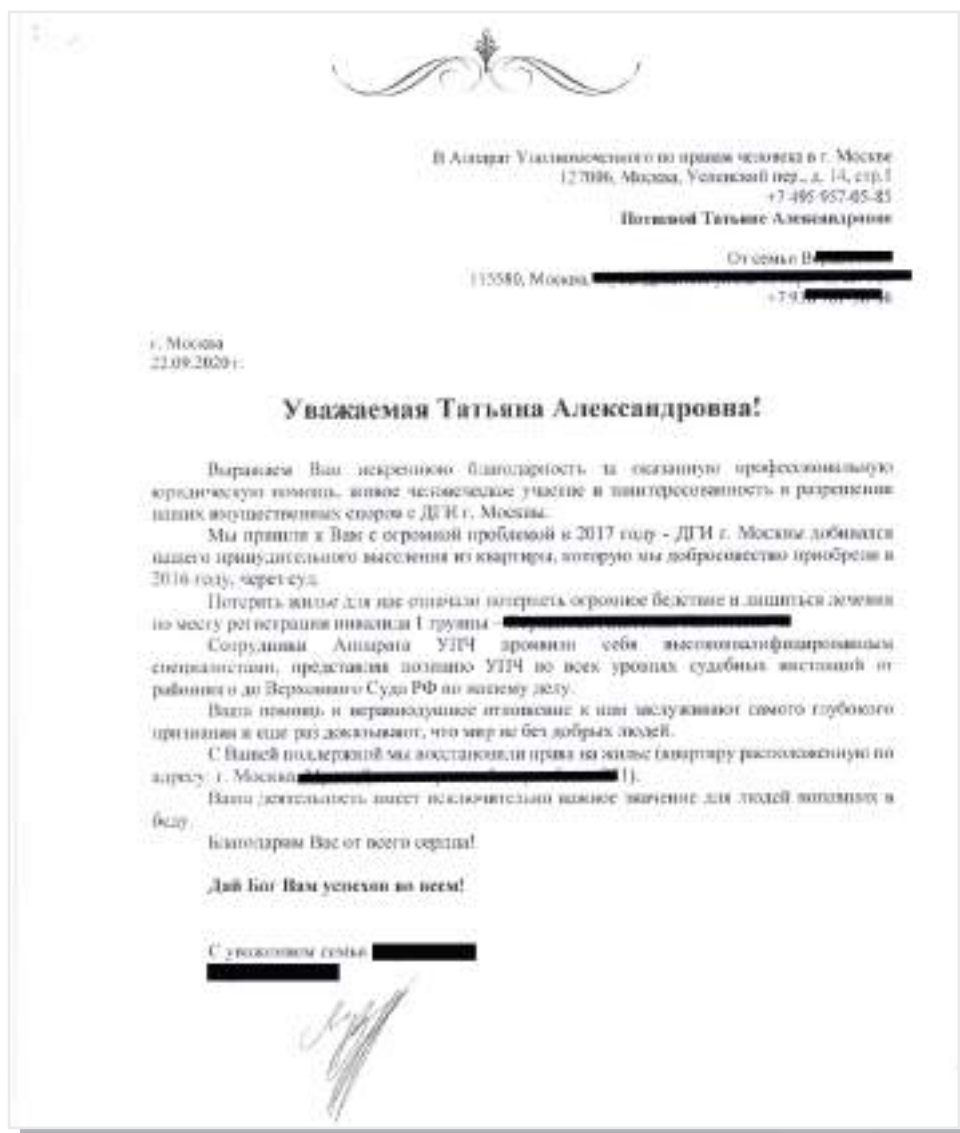 В Аппарат Уполномоченного по правам человека в г. Москве
127006, Москва, Успенский пер., д. 14, стр.1
+7 495 957-05-85
Потяевой Татьяне Александровне
От семьи
115580, Москва,
г. Москва
22.09.2020 г.
Уважаемая Татьяна Александровна!
Выражаем Вам искреннюю благодарность за оказанную профессиональную
юридическую помощь, живое человеческое участие и заинтересованность в разрешении
наших имущественных споров с ДГИ г. Москвы.
Мы пришли к Вам с огромной проблемой в 2017 году - ДГИ г. Москвы добивался
нашего принудительного выселения из квартиры, которую мы добросовестно приобрели в
2016 году, через суд.
Потерять жилье для нас означало потерпеть огромное бедствие и лишиться лечения
по месту регистрации инвалида I группы -
Сотрудники Аппарата УПЧ проявили себя высококвалифицированными
специалистами, представляя позицию УПЧ во всех уровнях судебных инстанций от
районного до Верховного Суда РФ по нашему делу.
Ваша помощь и неравнодушное отношение к нам заслуживают самого глубокого
признания и еще раз доказывают, что мир не без добрых людей.
С Вашей поддержкой мы восстановили права на жилье (квартиру расположенную по
адресу: г. Москва 1).
Ваша деятельность имеет исключительно важное значение для людей попавших в
беду.
Благодарим Вас от всего сердца!
Дай Бог Вам успехов во всем!
С уважением семья